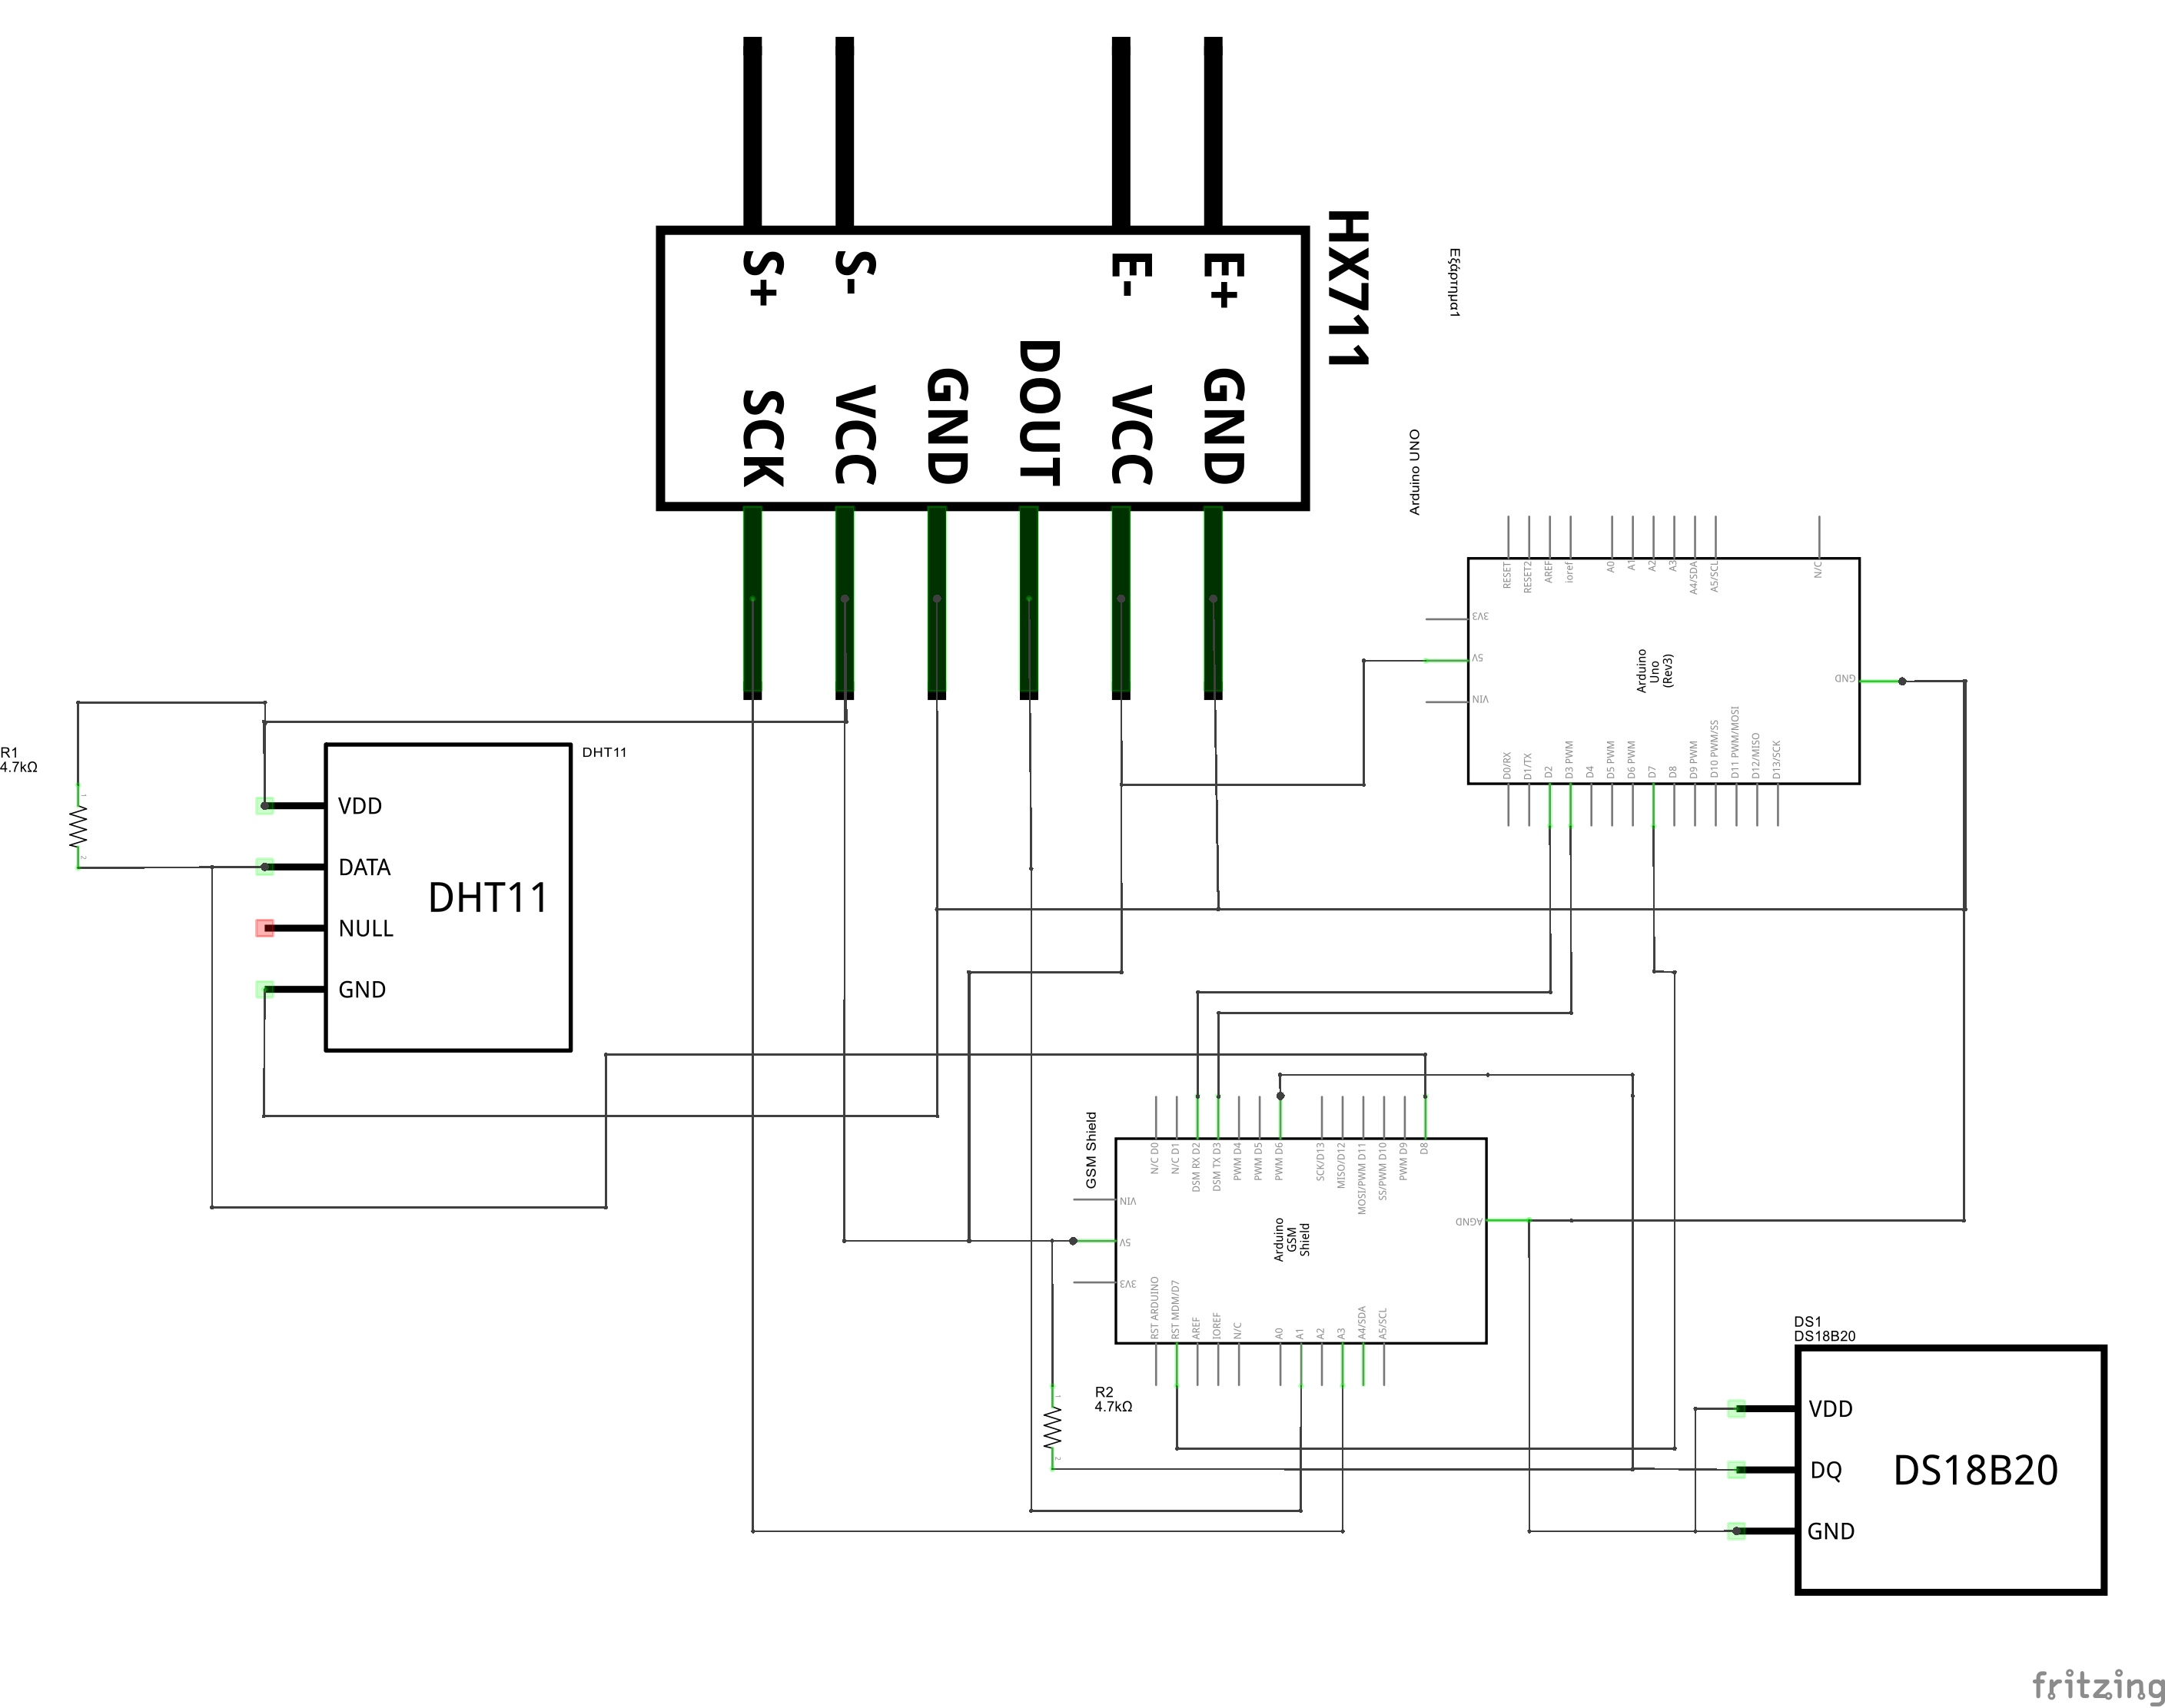 S+
S-
E-
E+
SCK
VCC
GND
DOUT
VCC
GND
HX711
Εξάρτημα1
Arduino UNO
RESET
RESET2
AREF
ioref
A0
A1
A2
A3
A4/SDA
A5/SCL
N/C
3V3
5V
VIN
Arduino
Uno
(Rev3)
GND
D0/RX
D1/TX
D2
D3 PWM
D4
D5 PWM
D6 PWM
D7
D8
D9 PWM
D10 PWM/SS
D11 PWM/MOSI
D12/MISO
D13/SCK
R1
4.7kΩ
1
2
DHT11
VDD
DATA
NULL
GND
DHT11
GSM Shield
N/C D0
N/C D1
DSM RX D2
DSM TX D3
PWM D4
PWM D5
PWM D6
SCK/D13
MISO/D12
MOSI/PWM D11
SS/PWM D10
PWM D9
D8
VIN
5V
3V3
Arduino
GSM
Shield
AGND
RST ARDUINO
RST MDM/D7
AREF
IOREF
N/C
A0
A1
A2
A3
A4/SDA
A5/SCL
R2
4.7kΩ
1
2
DS1
DS18B20
VDD
DQ
GND
DS18B20
fritzing